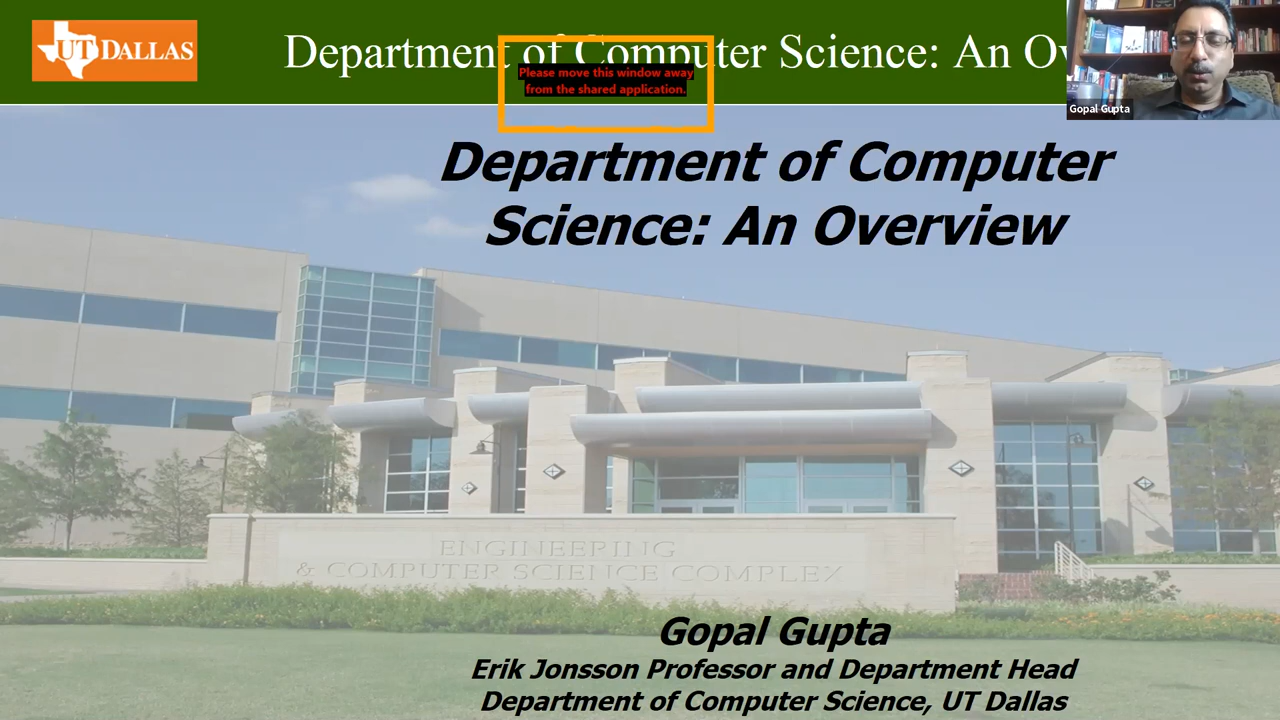 UT DALLAS
Department of Computer Science: An Ov
Please move this window away
from the shared application.
Gopal Gupta
Department of Computer
Science: An Overview
ENGINEERING
& COMPUTER SCIENCE COMPLEX
Gopal Gupta
Erik Jonsson Professor and Department Head
Department of Computer Science, UT Dallas